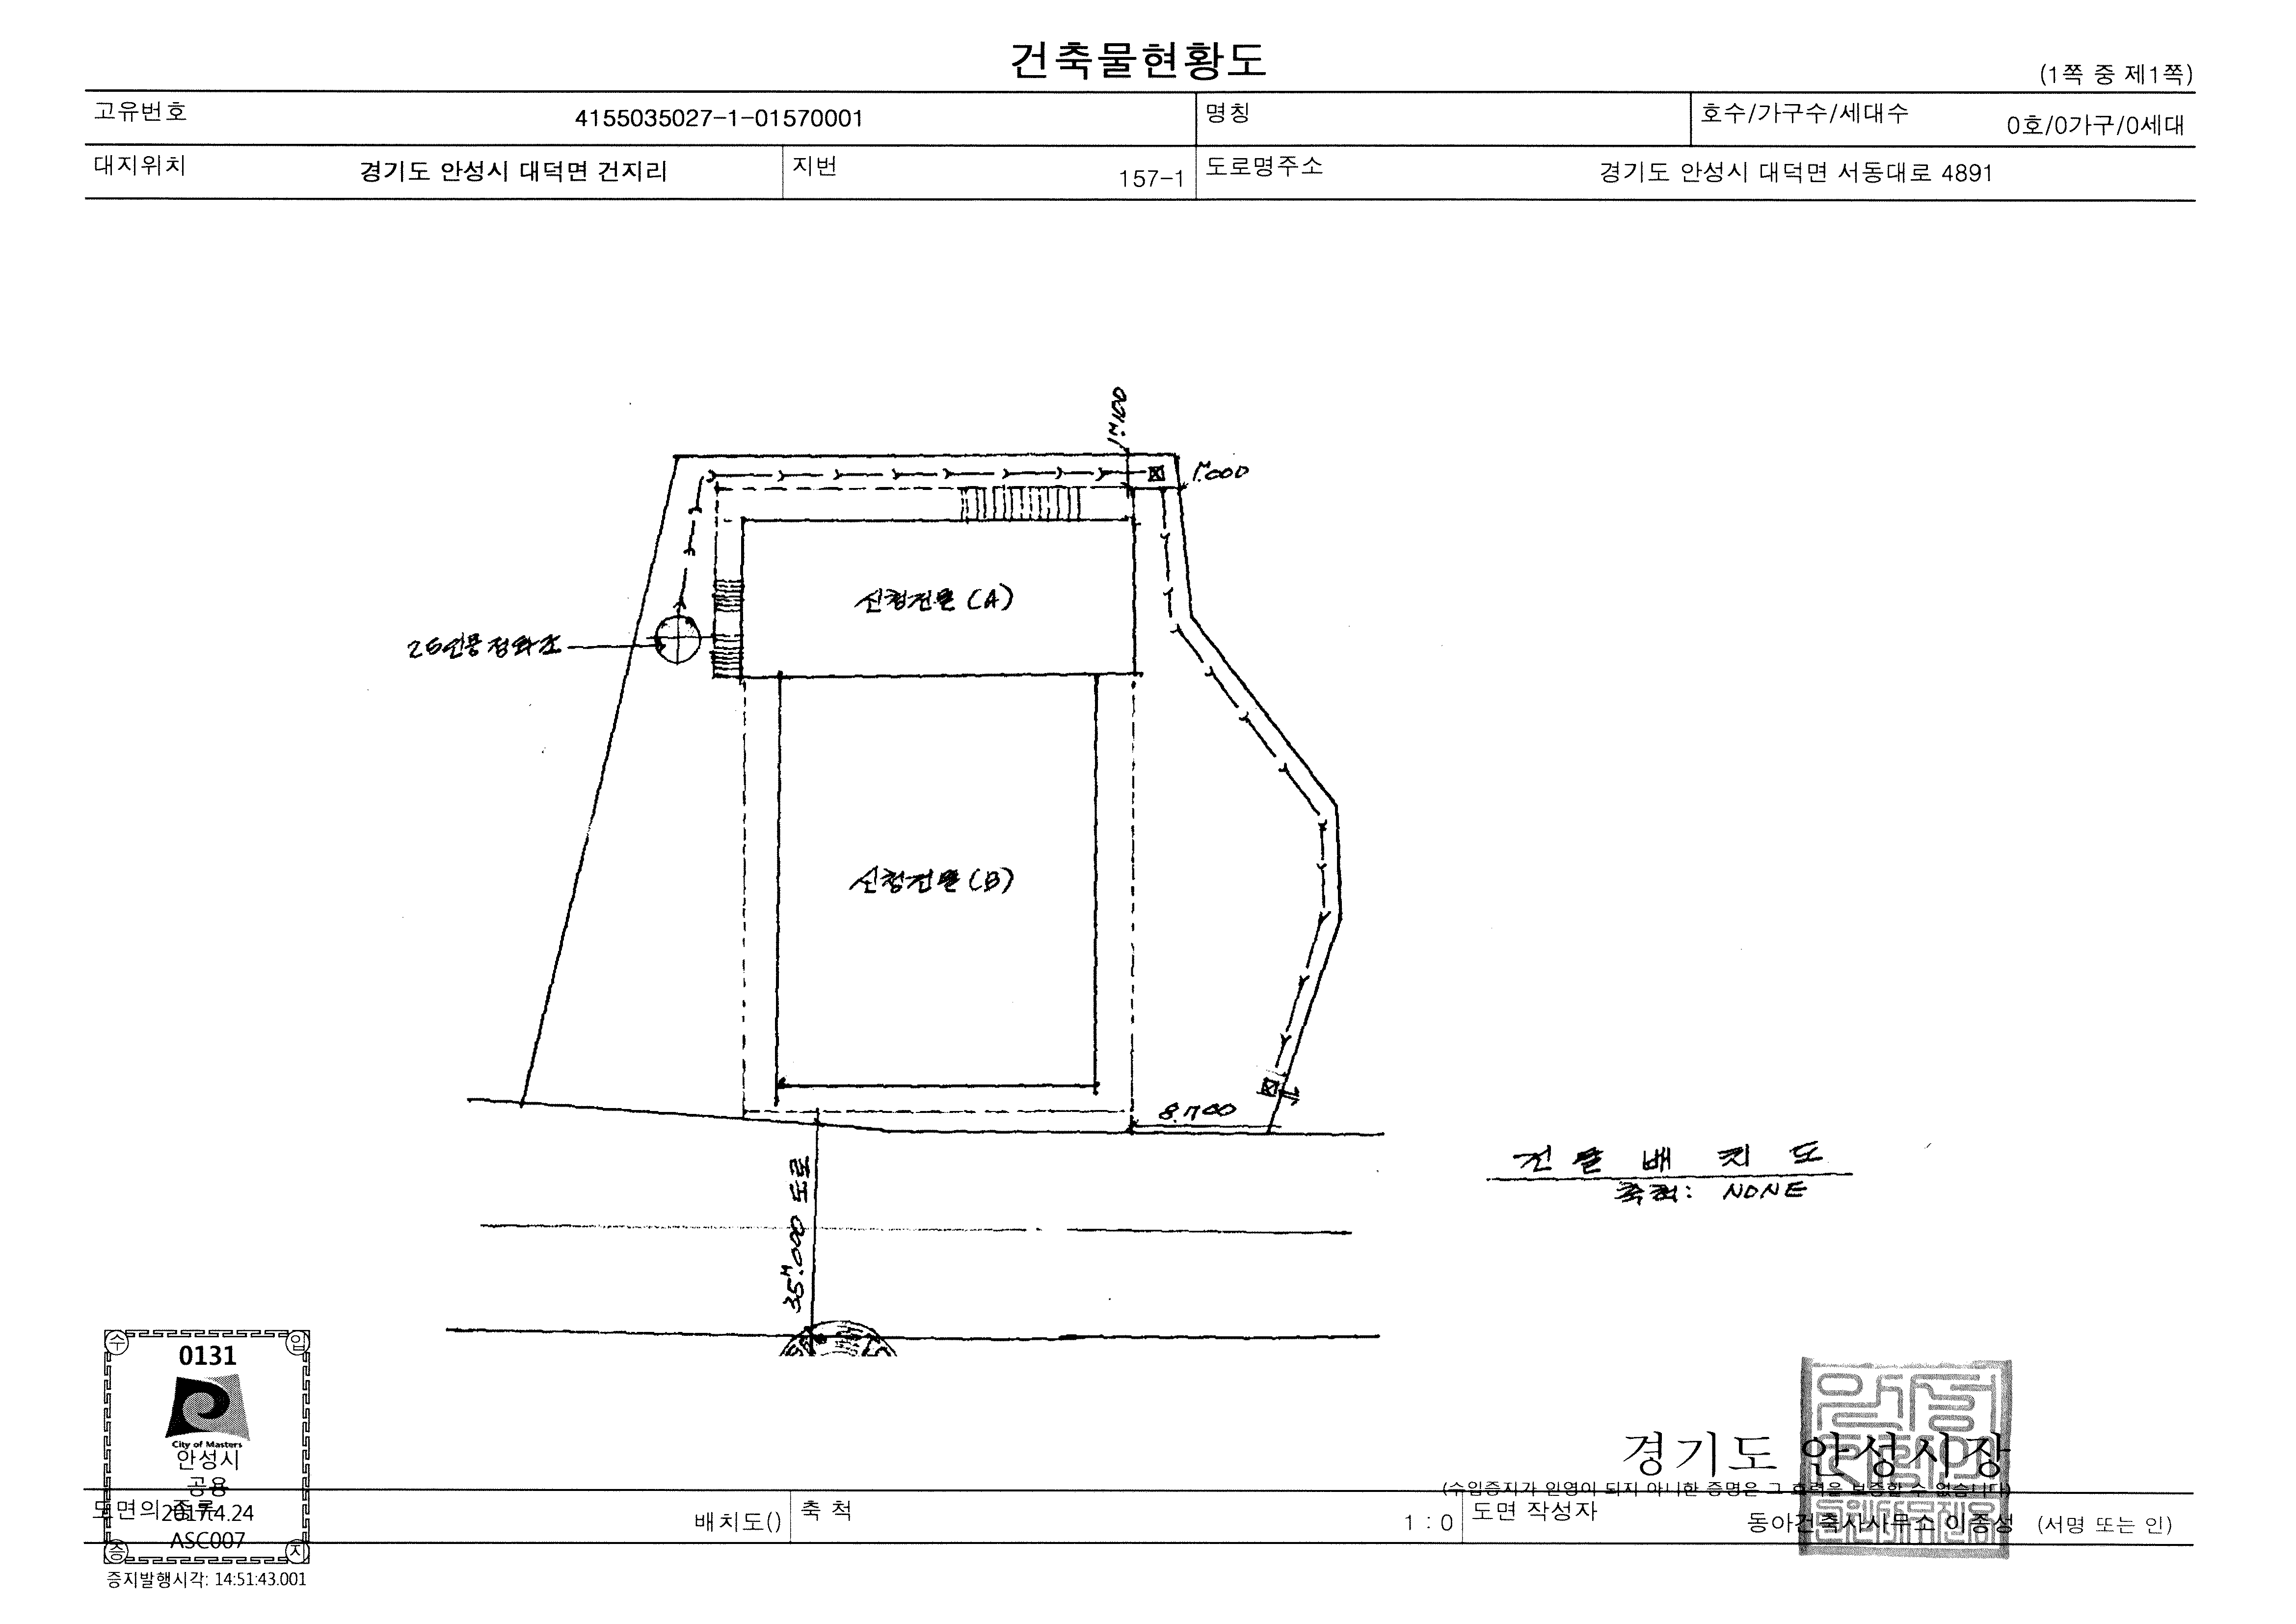 건축물현황도
(1쪽 중 제1쪽)
고유번호 4155035027-1-01570001 명칭 호수/가구수/세대수 0호/0가구/0세대
대지위치 경기도 안성시 대덕면 건지리 지번 157-1 도로명주소 경기도 안성시 대덕면 서동대로 4891
1M.100
1M.000
신청건물(A)
25인용정화조
신청건물(B)
8.700
35M.000 도로
건물배치도
축척: NONE
수 입
0131
City of Masters
안성시
공용
2017.4.24
ASC007
증 지
증지발행시각: 14:51:43.001
경기도 안성시장
(수입증지가 인영이 되지 아니한 증명은 그 효력을 보증할 수 없습니다)
도면의 종류 배치도() 축척 1 : 0 도면 작성자 동아건축사사무소 이종성 (서명 또는 인)